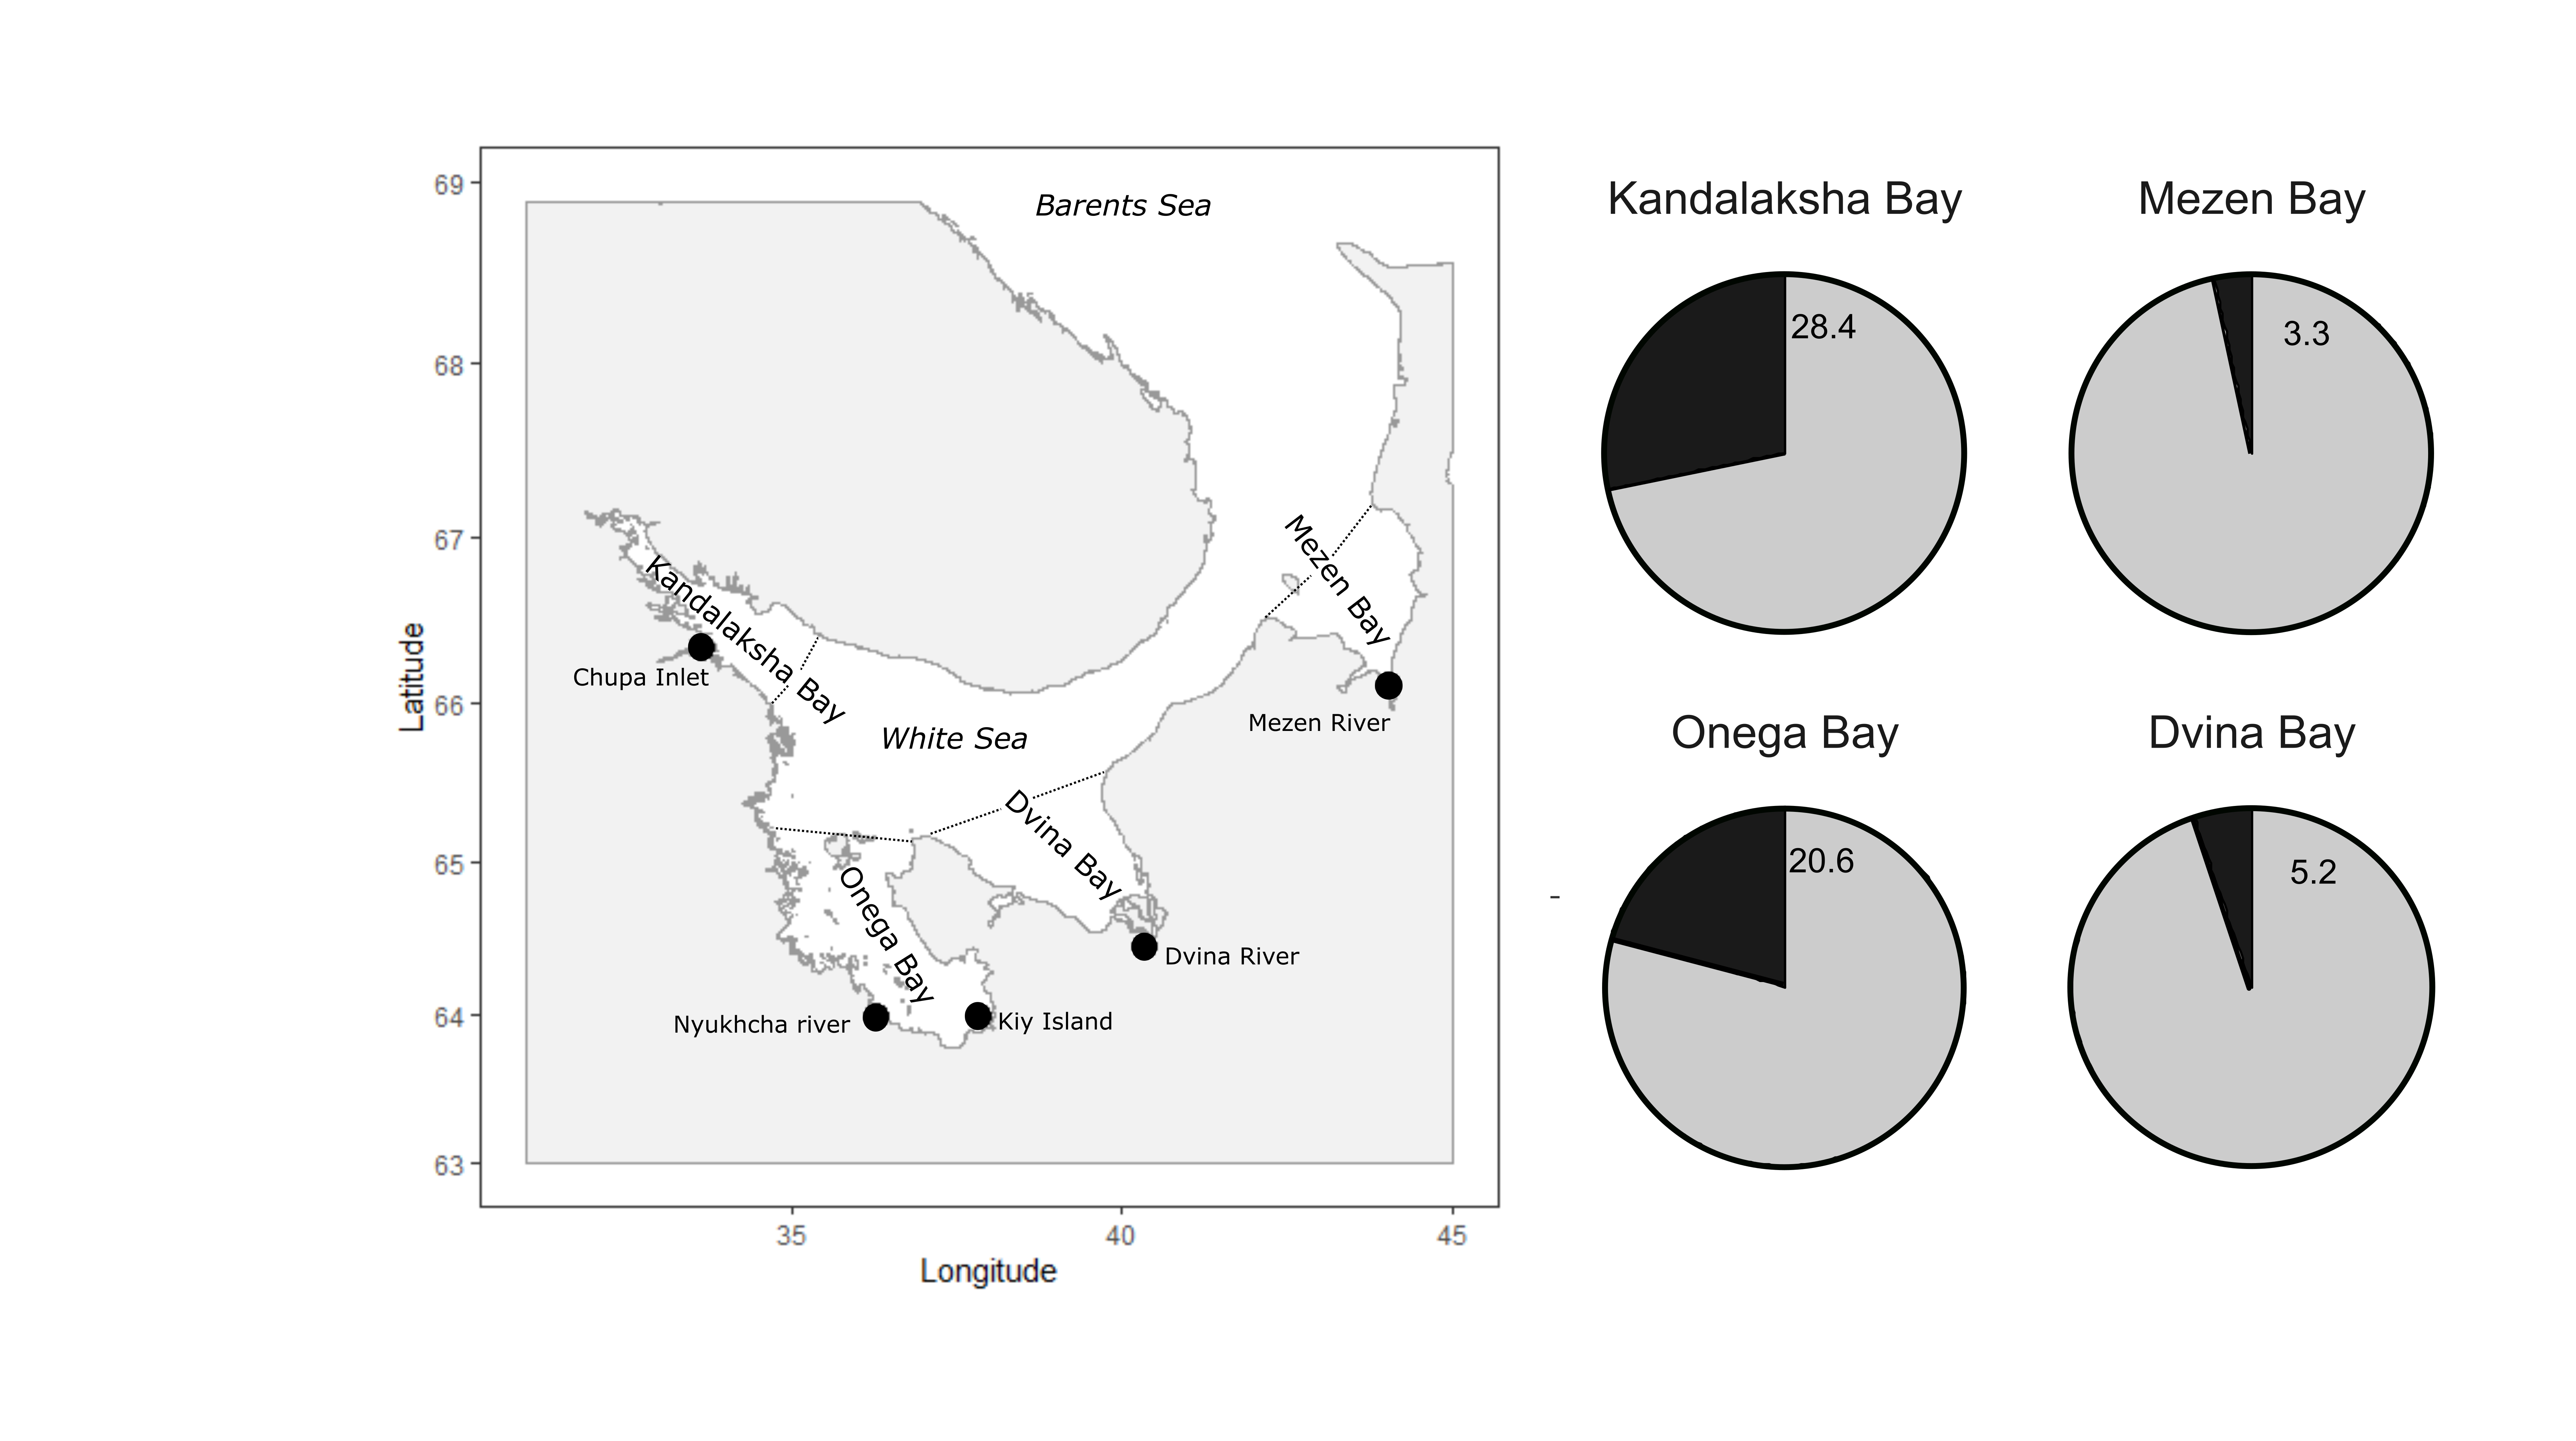 69
68
67
66
65
64
63
Latitude
35
40
45
Longitude
Barents Sea
Mezen Bay
Kandalaksha Bay
Chupa Inlet
Mezen River
White Sea
Dvina Bay
Onega Bay
Dvina River
Nyukhcha river
Kiy Island
-
Kandalaksha Bay
28.4
Mezen Bay
3.3
Onega Bay
20.6
Dvina Bay
5.2